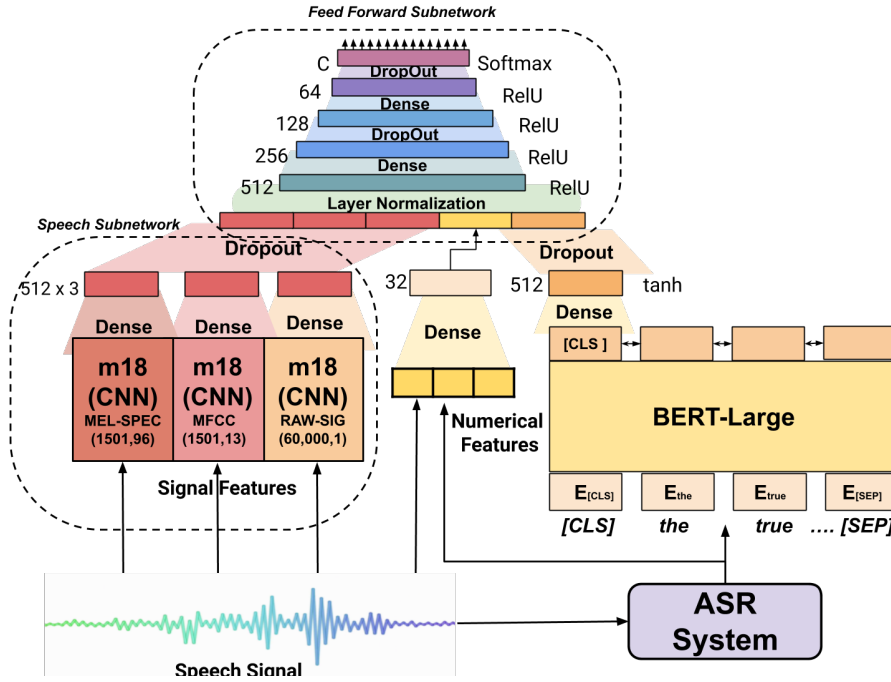 Feed Forward Subnetwork
C
Softmax
DropOut
64
RelU
Dense
128
RelU
DropOut
256
RelU
Dense
512
RelU
Layer Normalization
Speech Subnetwork
Dropout
Dropout
512 x 3
32
512
tanh
Dense
Dense
Dense
Dense
Dense
[CLS ]
m18
(CNN)
MEL-SPEC
(1501,96)
m18
(CNN)
MFCC
(1501,13)
m18
(CNN)
RAW-SIG
(60,000,1)
Numerical
Features
BERT-Large
Signal Features
E[CLS]
Ethe
Etrue
E[SEP]
[CLS] the true .... [SEP]
ASR
System
Speech Signal